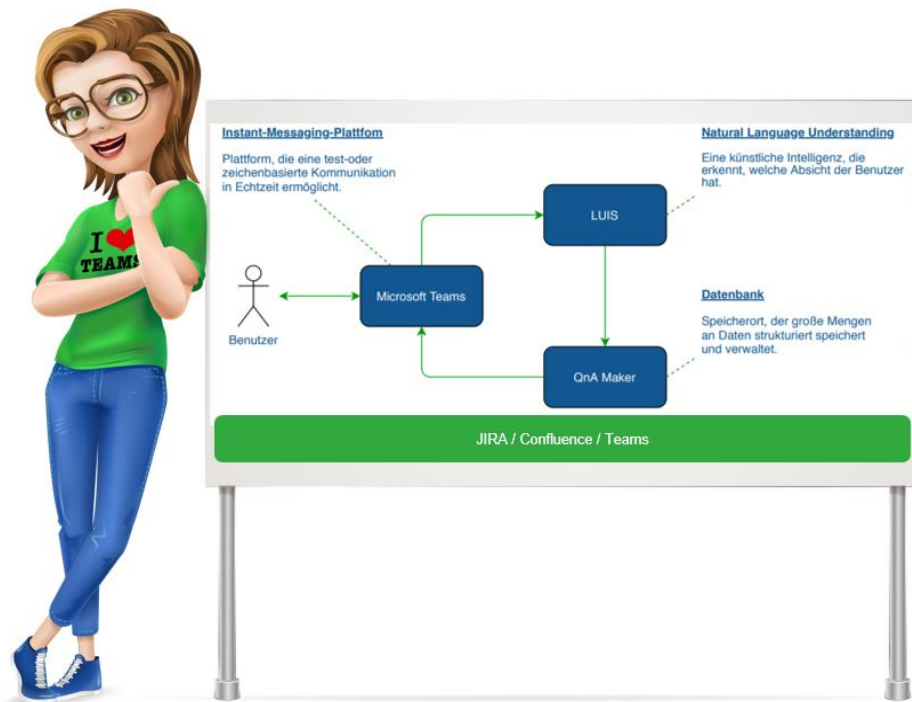 Instant-Messaging-Plattfom
Plattform, die eine test-oder
zeichenbasierte Kommunikation
in Echtzeit ermöglicht.
Natural Language Understanding
Eine künstliche Intelligenz, die
erkennt, welche Absicht der Benutzer
hat.
LUIS
I
TEAMS
Microsoft Teams
Benutzer
Datenbank
Speicherort, der große Mengen
an Daten strukturiert speichert
und verwaltet.
QnA Maker
JIRA / Confluence / Teams